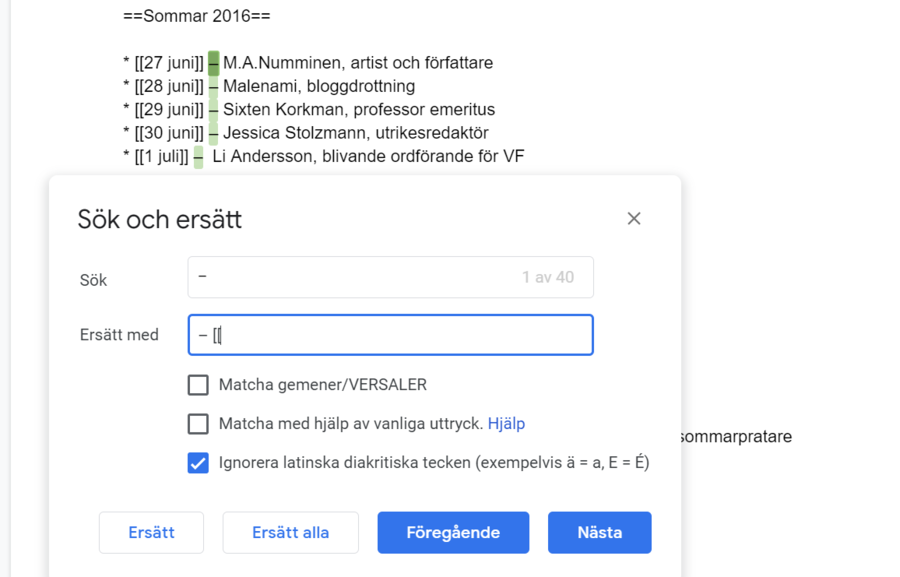 ==Sommar 2016==
* [[27 juni]] – M.A.Numminen, artist och författare
* [[28 juni]] – Malenami, bloggdrottning
* [[29 juni]] – Sixten Korkman, professor emeritus
* [[30 juni]] – Jessica Stolzmann, utrikesredaktör
* [[1 juli]] –  Li Andersson, blivande ordförande för VF
Sök och ersätt
Sök – 1 av 40
Ersätt med – [[
Matcha gemener/VERSALER
Matcha med hjälp av vanliga uttryck. Hjälp
sommarpratare
Ignorera latinska diakritiska tecken (exempelvis ä = a, E = É)
Ersätt Ersätt alla Föregående Nästa